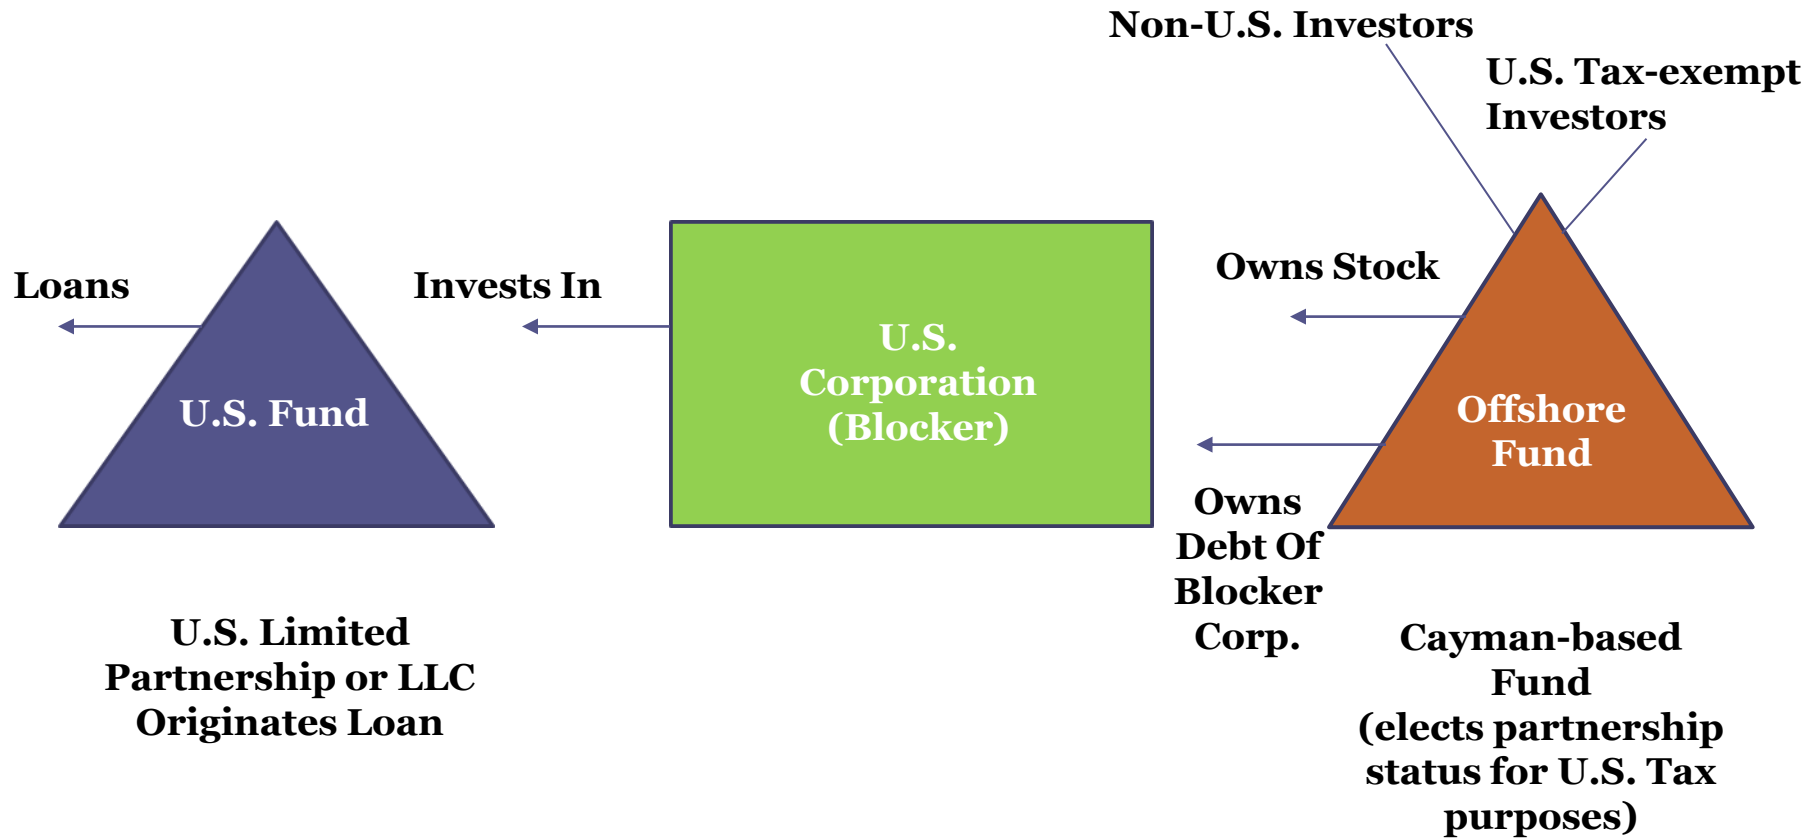 Non-U.S. Investors
U.S. Tax-exempt
Investors
Loans
Invests In
Owns Stock
U.S. Fund
U.S.
Corporation
(Blocker)
Offshore
Fund
Owns
Debt Of
Blocker
Corp.
U.S. Limited
Partnership or LLC
Originates Loan
Cayman-based
Fund
(elects partnership
status for U.S. Tax
purposes)